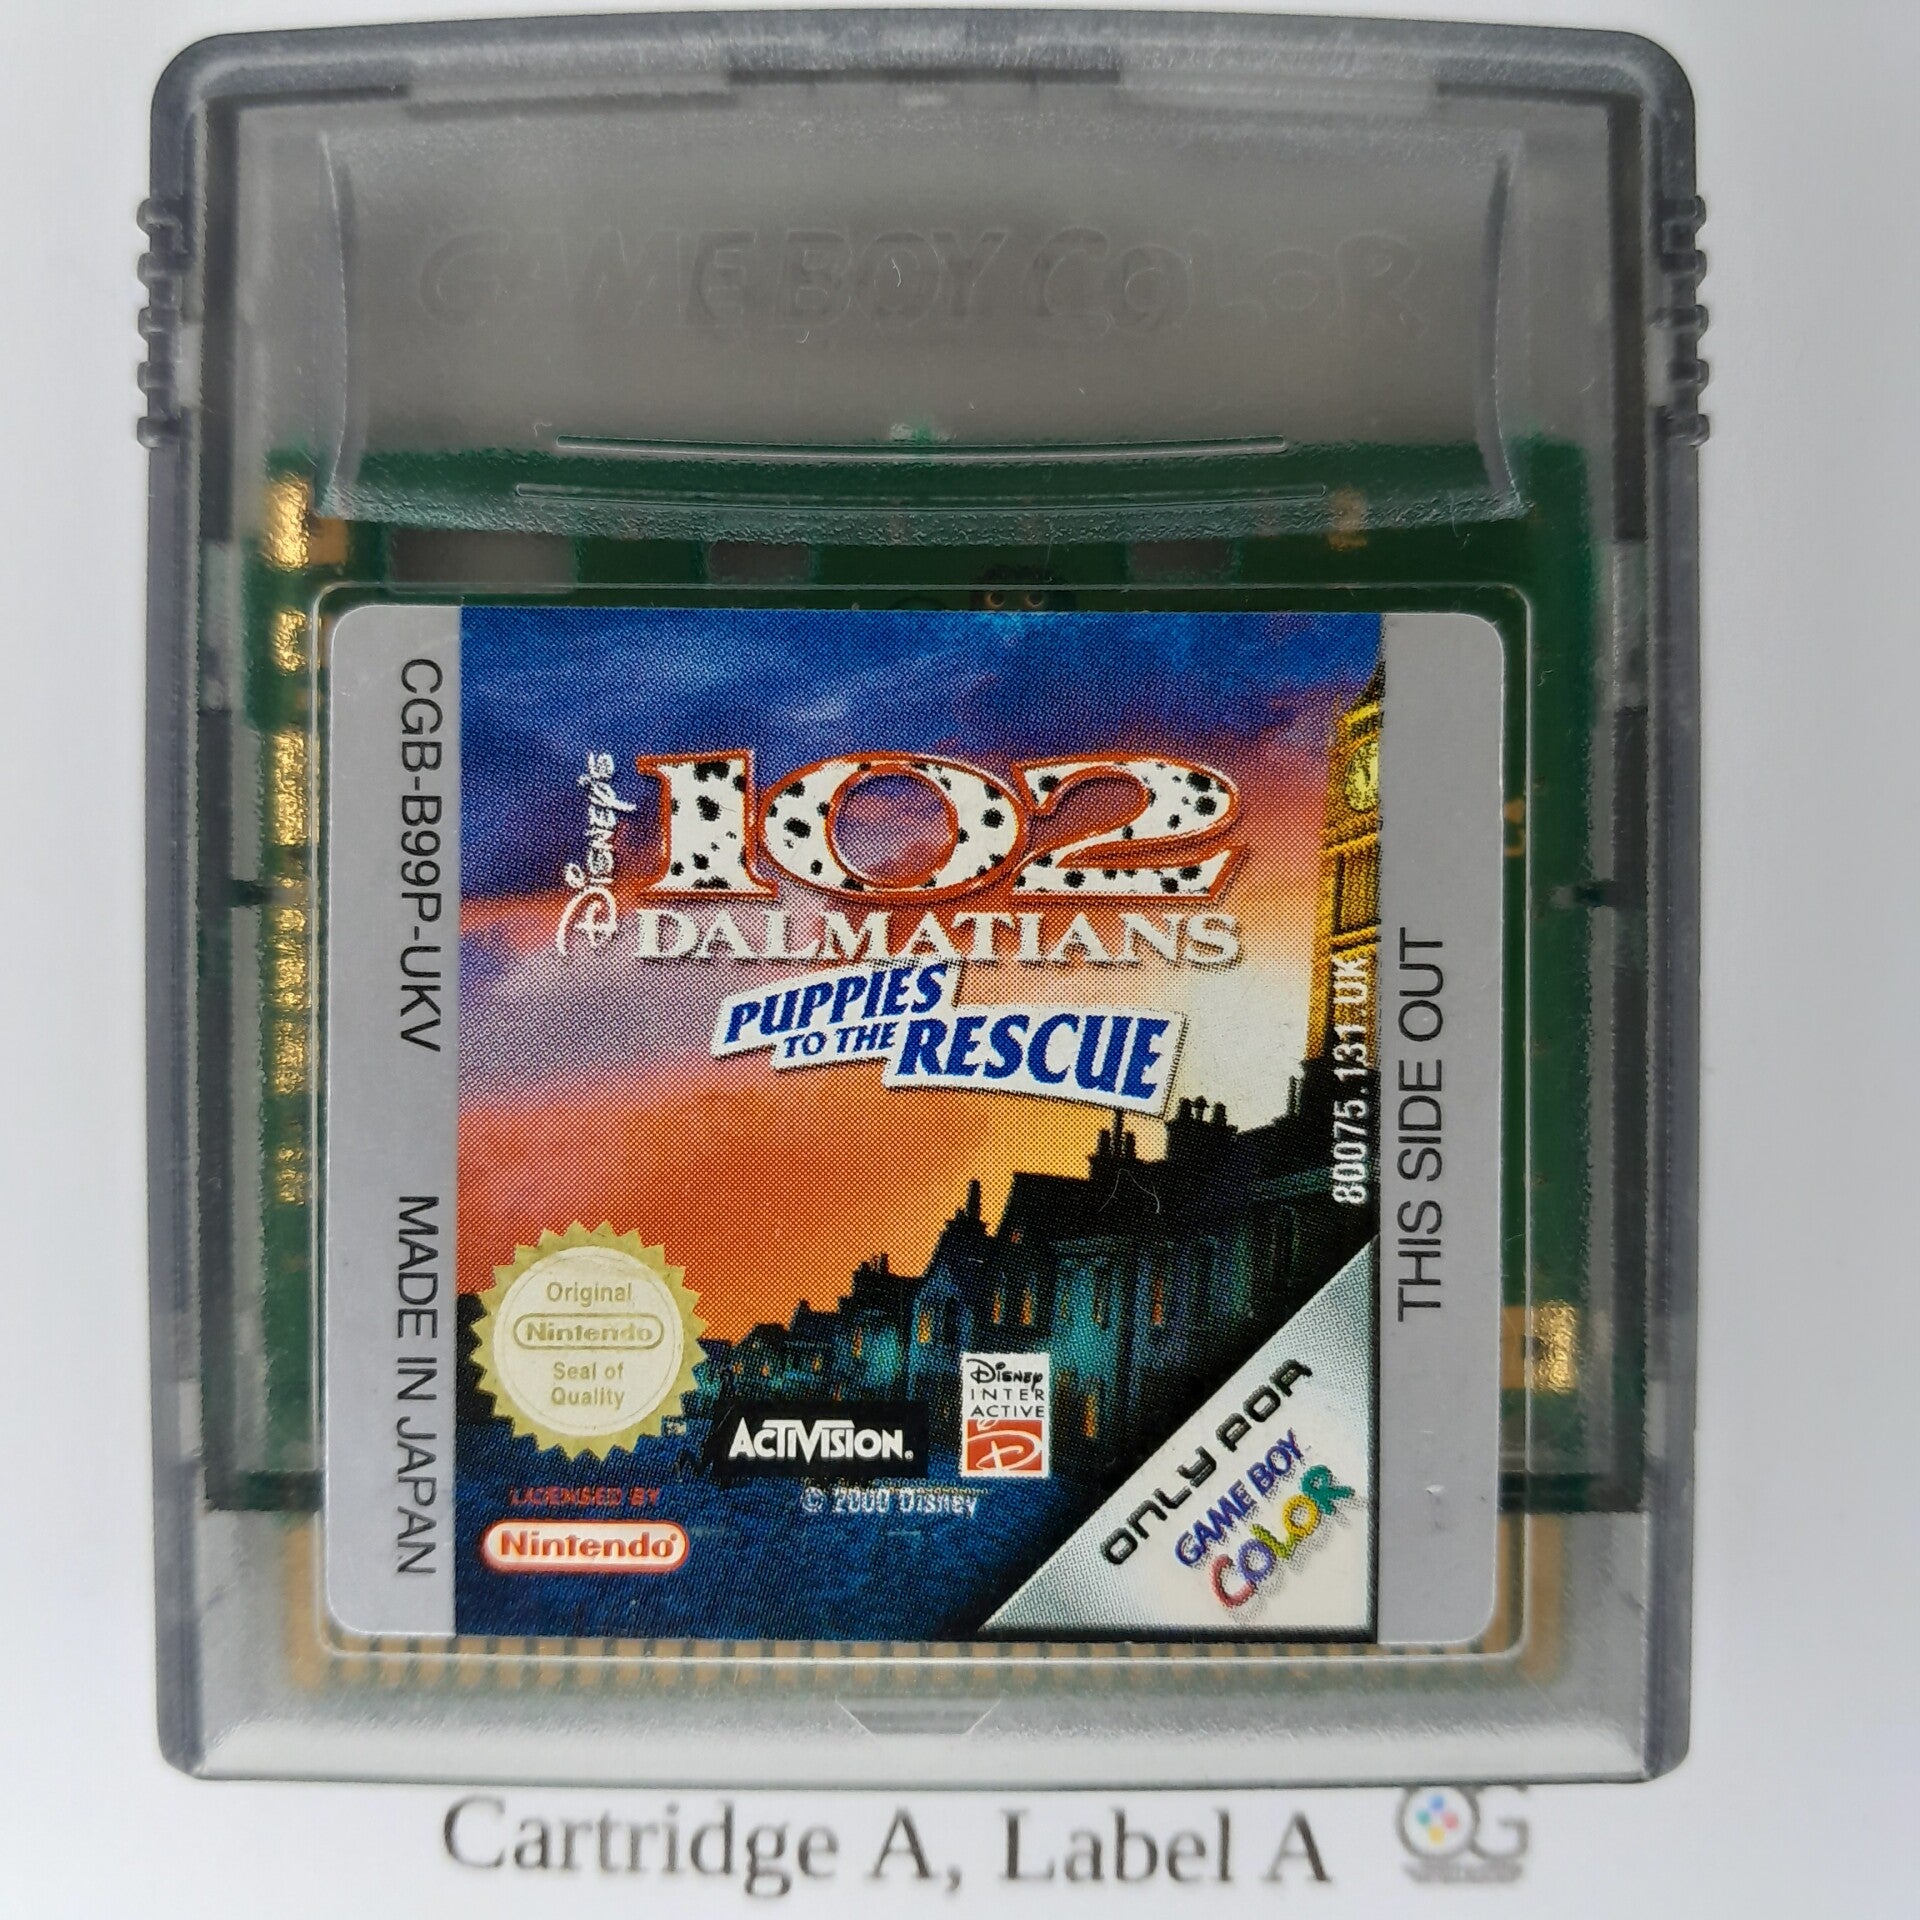 GAME BOY COLOR
CGB-B99P-UKV MADE IN JAPAN
Disney's
102
DALMATIANS
PUPPIES
TO THE RESCUE
80075.131.UK
THIS SIDE OUT
Original
Nintendo
Seal of
Quality
TM
ACTIVISION.
Disney
INTER
ACTIVE
D
LICENSED BY
Nintendo®
© 2000 Disney
ONLY FOR
GAME BOY
COLOR
Cartridge A, Label A
OG